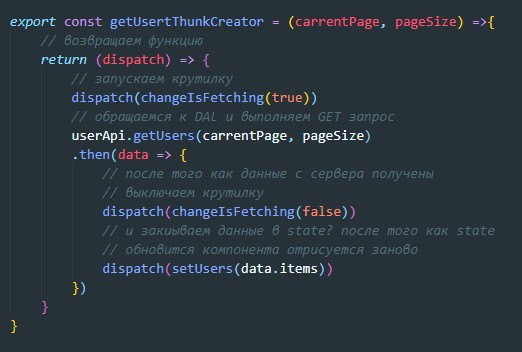 export const getUsertThunkCreator = (carrentPage, pageSize) =>{
// возвращаем функцию
return (dispatch) => {
// запускаем крутилку
dispatch(changeIsFetching(true))
// обращаемся к DAL и выполняем GET запрос
userApi.getUsers(carrentPage, pageSize)
.then(data => {
// после того как данные с сервера получены
// выключаем крутилку
dispatch(changeIsFetching(false))
// и закиываем данные в state? после того как state
// обновится компонента отрисуется заново
dispatch(setUsers(data.items))
})
}
}